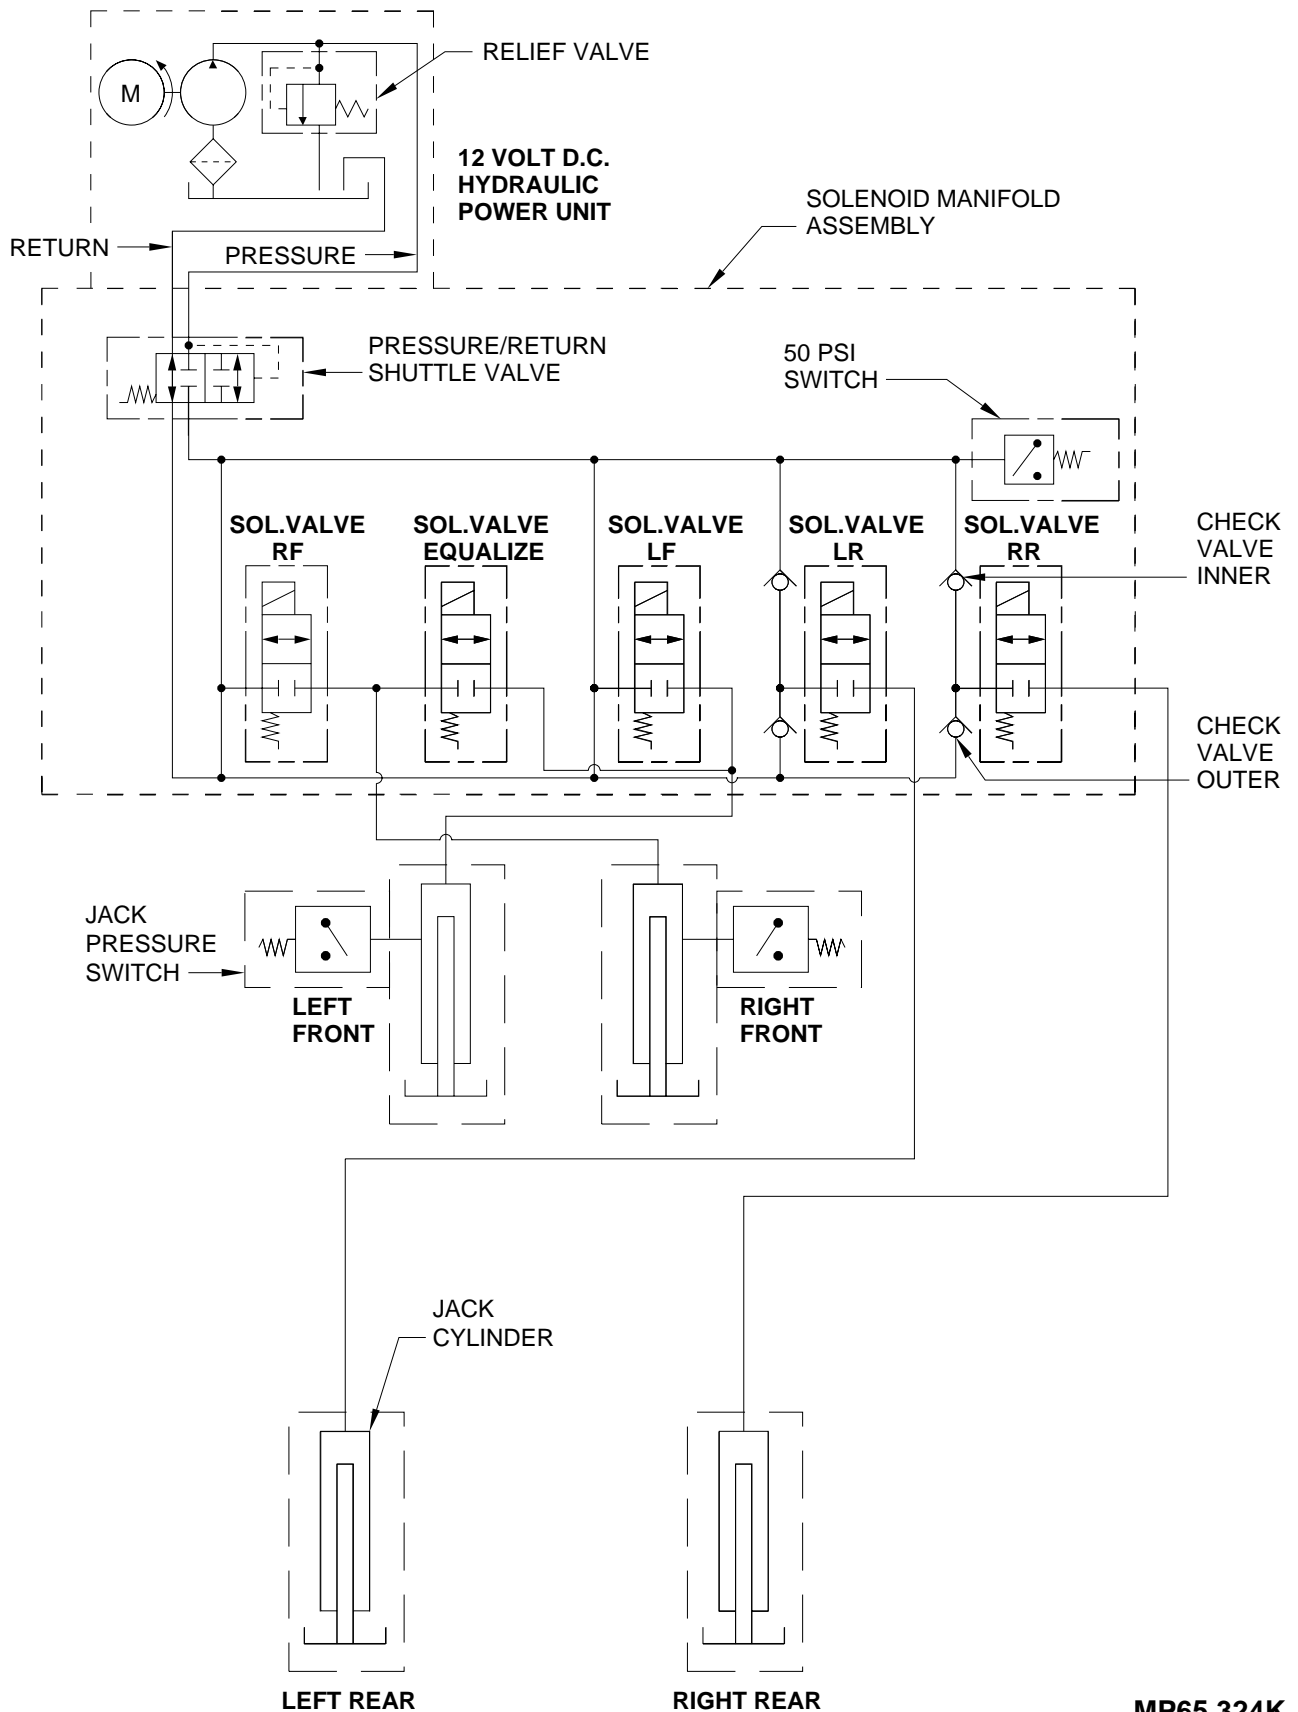 RELIEF VALVE
M
12 VOLT D.C.
HYDRAULIC
POWER UNIT
SOLENOID MANIFOLD
ASSEMBLY
RETURN
PRESSURE
PRESSURE/RETURN
SHUTTLE VALVE
50 PSI
SWITCH
SOL.VALVE
RF
SOL.VALVE
EQUALIZE
SOL.VALVE
LF
SOL.VALVE
LR
SOL.VALVE
RR
CHECK
VALVE
INNER
CHECK
VALVE
OUTER
JACK
PRESSURE
SWITCH
LEFT
FRONT
RIGHT
FRONT
JACK
CYLINDER
LEFT REAR
RIGHT REAR
MP65.324K